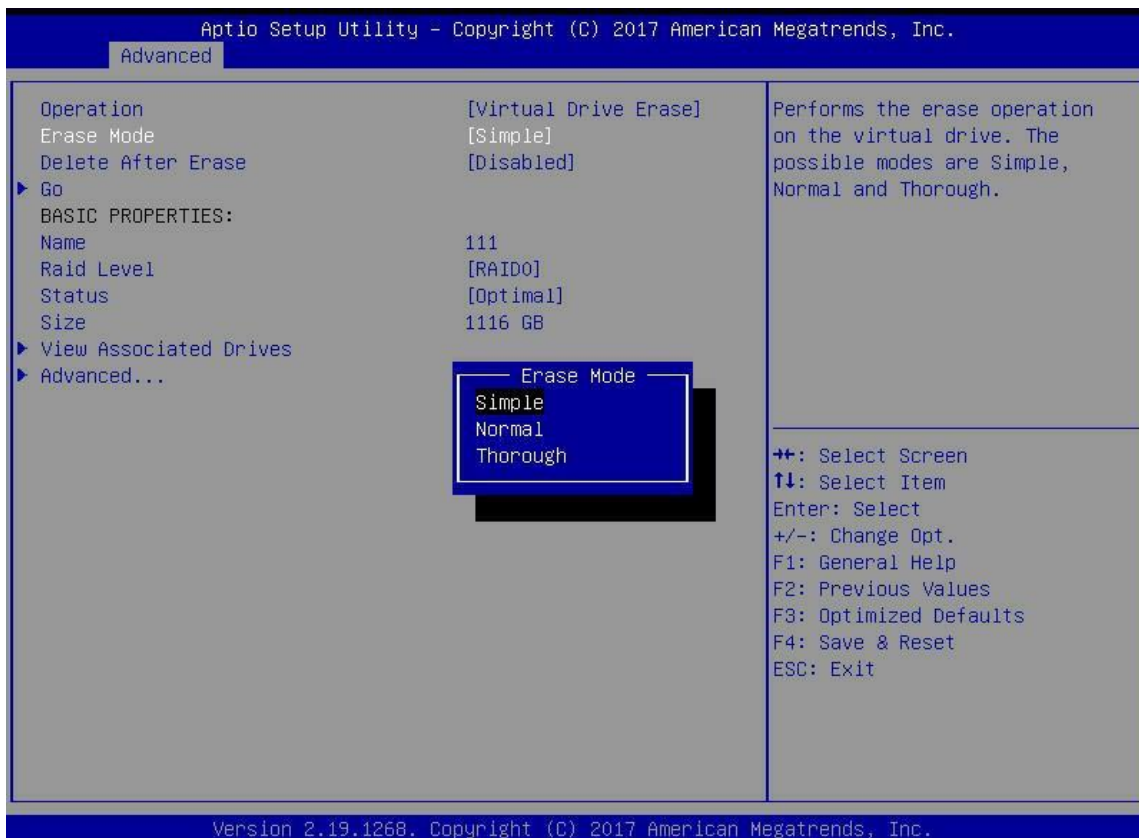 Aptio Setup Utility – Copyright (C) 2017 American Megatrends, Inc.
Advanced
Operation [Virtual Drive Erase]
Erase Mode [Simple]
Delete After Erase [Disabled]
Go
BASIC PROPERTIES:
Name 111
Raid Level [RAID0]
Status [Optimal]
Size 1116 GB
View Associated Drives
Advanced...
Erase Mode
Simple
Normal
Thorough
Performs the erase operation
on the virtual drive. The
possible modes are Simple,
Normal and Thorough.
→←: Select Screen
↑↓: Select Item
Enter: Select
+/-: Change Opt.
F1: General Help
F2: Previous Values
F3: Optimized Defaults
F4: Save & Reset
ESC: Exit
Version 2.19.1268. Copyright (C) 2017 American Megatrends, Inc.